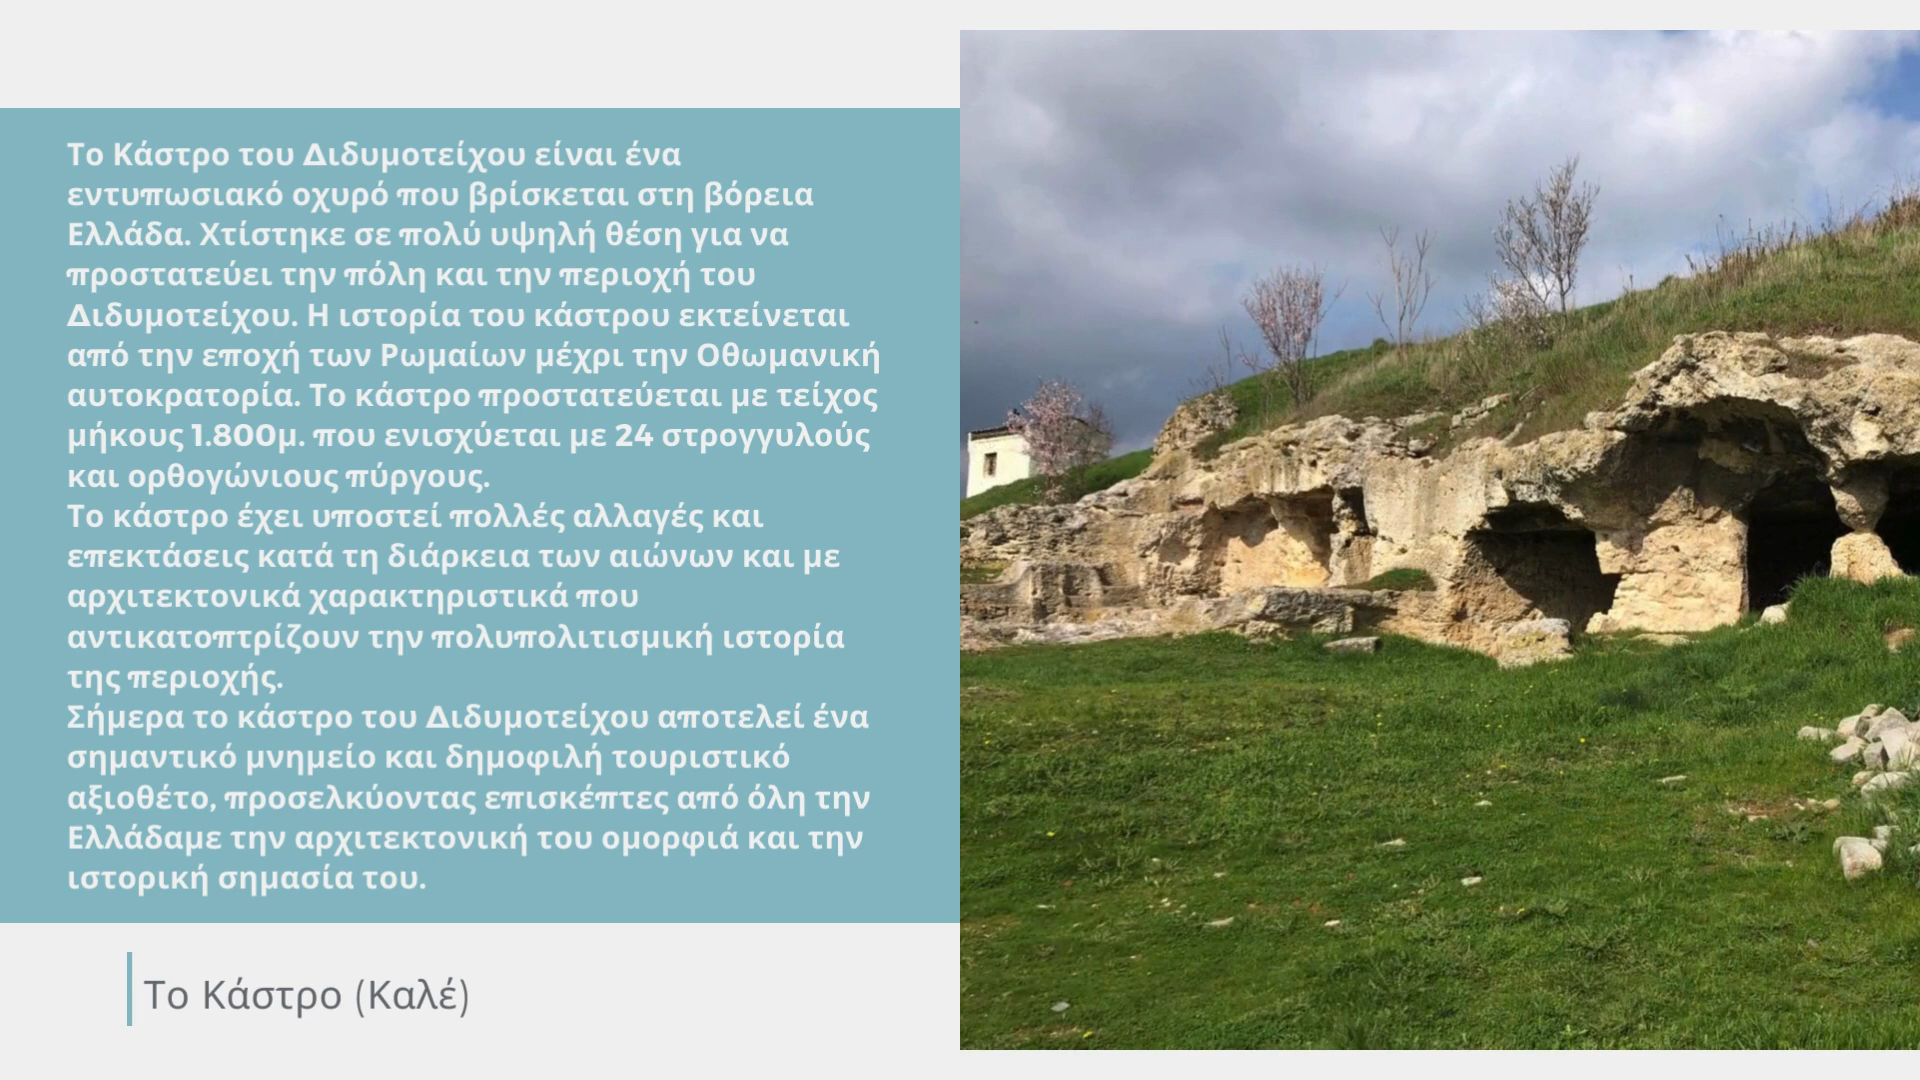 Το Κάστρο του Διδυμοτείχου είναι ένα
εντυπωσιακό οχυρό που βρίσκεται στη βόρεια
Ελλάδα. Χτίστηκε σε πολύ υψηλή θέση για να
προστατεύει την πόλη και την περιοχή του
Διδυμοτείχου. Η ιστορία του κάστρου εκτείνεται
από την εποχή των Ρωμαίων μέχρι την Οθωμανική
αυτοκρατορία. Το κάστρο προστατεύεται με τείχος
μήκους 1.800μ. που ενισχύεται με 24 στρογγυλούς
και ορθογώνιους πύργους.
Το κάστρο έχει υποστεί πολλές αλλαγές και
επεκτάσεις κατά τη διάρκεια των αιώνων και με
αρχιτεκτονικά χαρακτηριστικά που
αντικατοπτρίζουν την πολυπολιτισμική ιστορία
της περιοχής.
Σήμερα το κάστρο του Διδυμοτείχου αποτελεί ένα
σημαντικό μνημείο και δημοφιλή τουριστικό
αξιοθέτο, προσελκύοντας επισκέπτες από όλη την
Ελλάδαμε την αρχιτεκτονική του ομορφιά και την
ιστορική σημασία του.
Το Κάστρο (Καλέ)